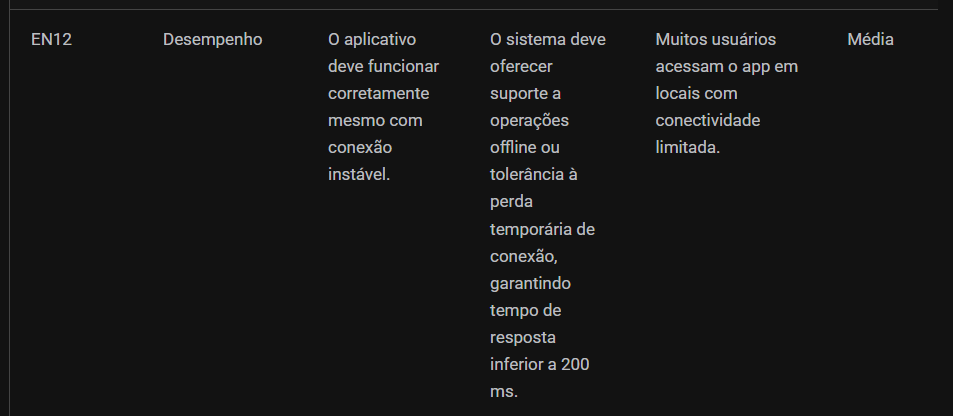 EN12
Desempenho
O aplicativo
deve funcionar
corretamente
mesmo com
conexão
instável.
O sistema deve
oferecer
suporte a
operações
offline ou
tolerância à
perda
temporária de
conexão,
garantindo
tempo de
resposta
inferior a 200
ms.
Muitos usuários
acessam o app em
locais com
conectividade
limitada.
Média